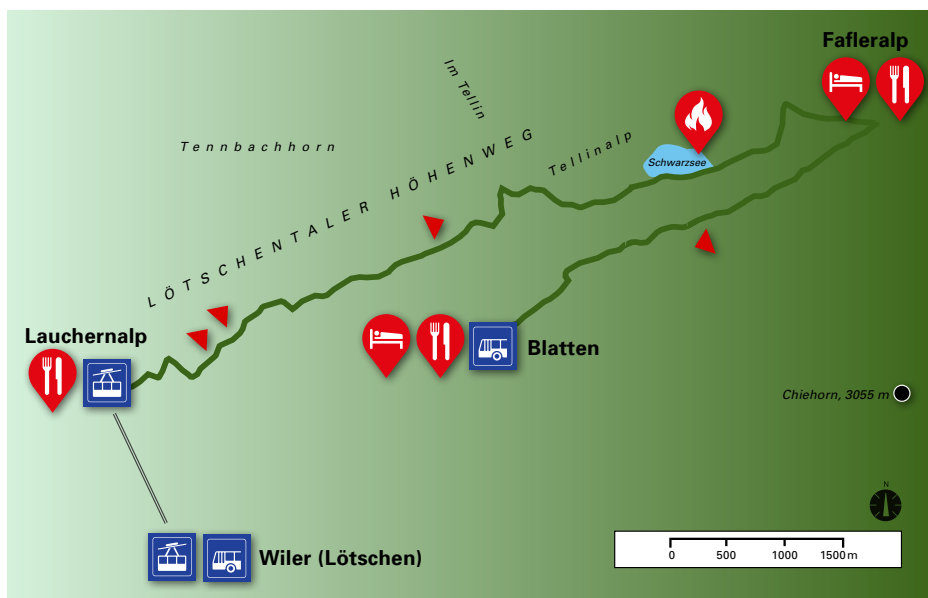 Fafleralp
Im Tellin
Tennbachhorn
LÖTSCHENTALER HÖHENWEG
Tellinalp
Schwarzsee
Lauchernalp
Blatten
Chiehorn, 3055 m
N
0 500 1000 1500 m
Wiler (Lötschen)